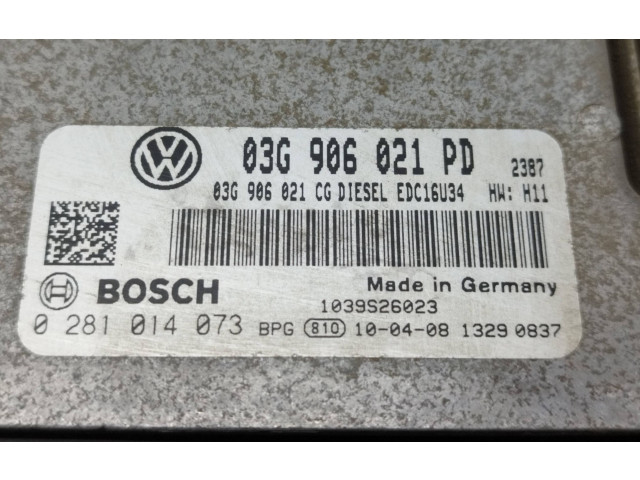 03G 906 021 PD 2387
03G 906 021 CG DIESEL EDC16U34 HW: H11
BOSCH
Made in Germany
1039S26023
0 281 014 073 BPG 810 10-04-08 1329 0837